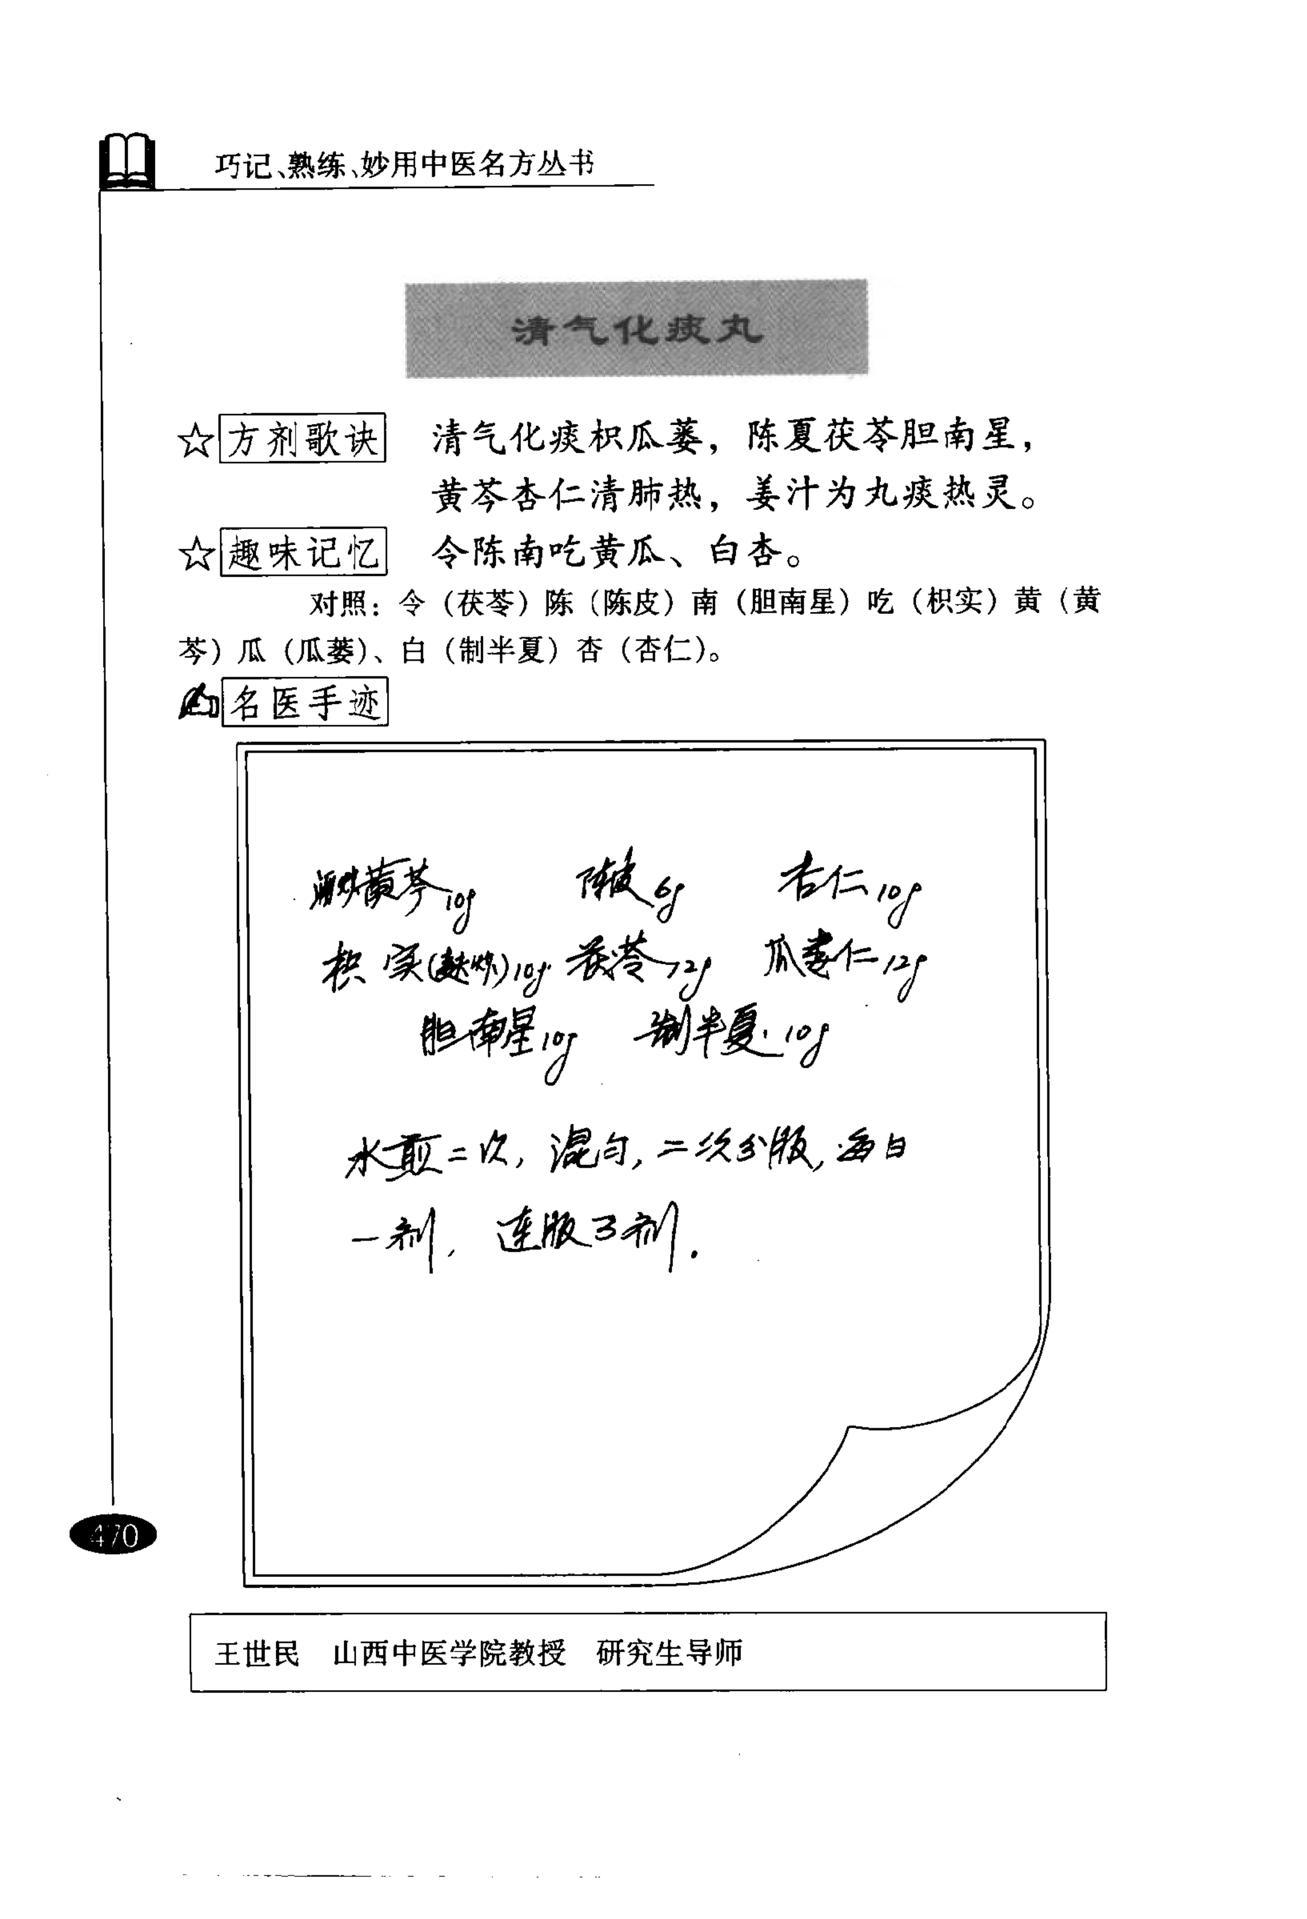 巧记、熟练、妙用中医名方丛书
清气化痰丸
☆方剂歌诀 清气化痰枳瓜蒌，陈夏茯苓胆南星，
黄芩杏仁清肺热，姜汁为丸痰热灵。
☆趣味记忆 令陈南吃黄瓜、白杏。
对照：令（茯苓）陈（陈皮）南（胆南星）吃（枳实）黄（黄
芩）瓜（瓜蒌）、白（制半夏）杏（杏仁）。
名医手迹
酒炒黄芩10g 陈皮6g 杏仁10g
枳实(麸炒)10g 茯苓12g 瓜蒌仁12g
胆南星10g 制半夏10g
水煎二次，混匀，二次分服，每日
一剂，连服3剂.
470
王世民 山西中医学院教授 研究生导师